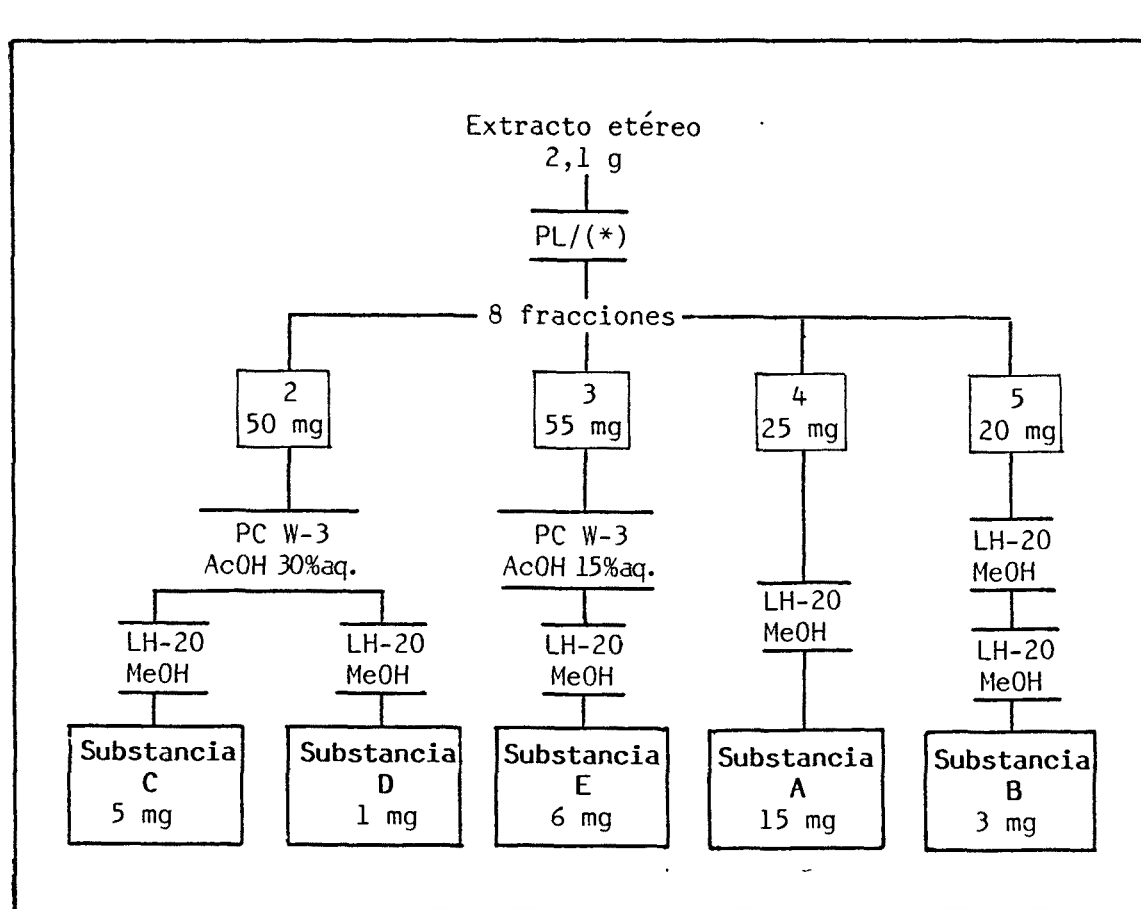 Extracto etéreo
2,1 g
PL/(*)
8 fracciones
2
50 mg
3
55 mg
4
25 mg
5
20 mg
PC W-3
AcOH 30%aq.
PC W-3
AcOH 15%aq.
LH-20
MeOH
LH-20
MeOH
LH-20
MeOH
LH-20
MeOH
LH-20
MeOH
LH-20
MeOH
Substancia
C
5 mg
Substancia
D
1 mg
Substancia
E
6 mg
Substancia
A
15 mg
Substancia
B
3 mg